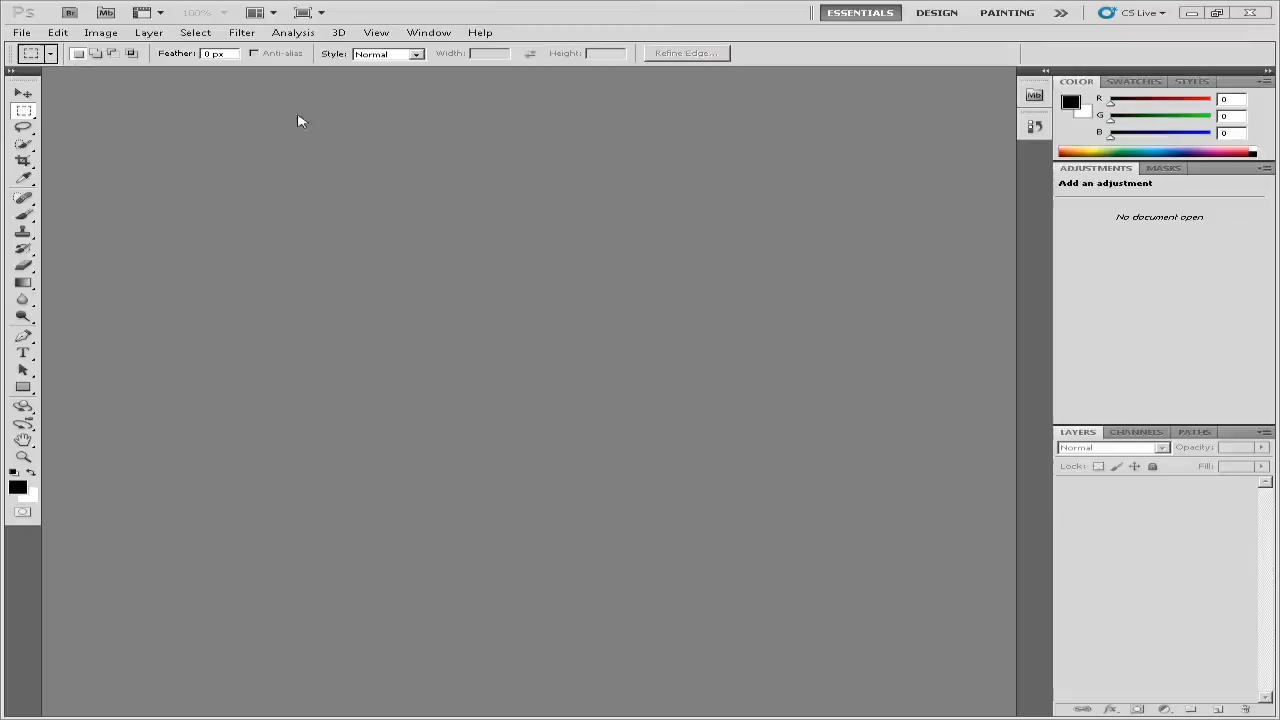 Ps Br Mb 100% ESSENTIALS DESIGN PAINTING CS Live
File Edit Image Layer Select Filter Analysis 3D View Window Help
Feather: 0 px Anti-alias Style: Normal Width: Height: Refine Edge...
COLOR SWATCHES STYLES
Mb
R 0
G 0
B 0
ADJUSTMENTS MASKS
Add an adjustment
No document open
T
LAYERS CHANNELS PATHS
Normal Opacity:
Lock: Fill:
fx